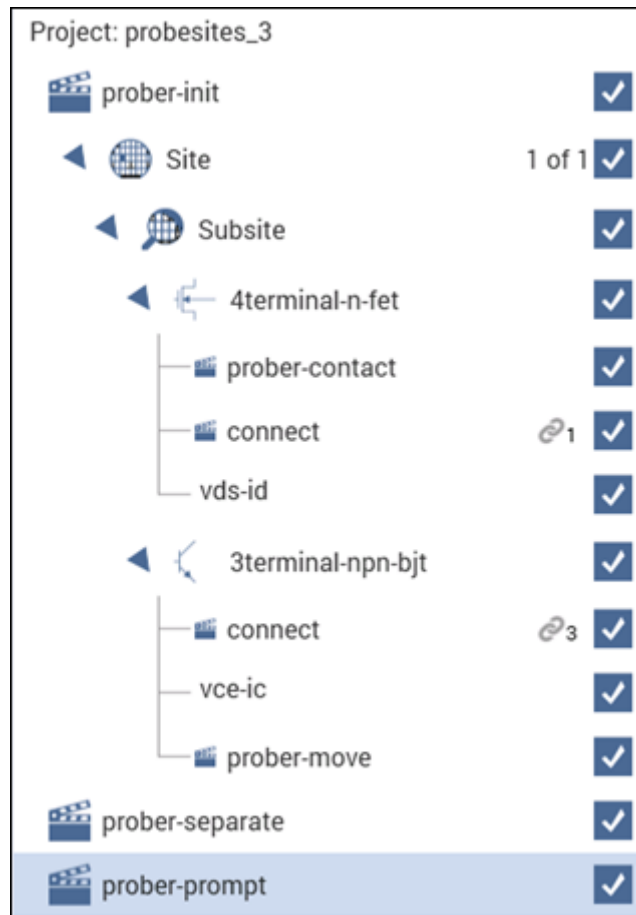 Project: probesites_3
prober-init
Site 1 of 1
Subsite
4terminal-n-fet
prober-contact
connect 1
vds-id
3terminal-npn-bjt
connect 3
vce-ic
prober-move
prober-separate
prober-prompt